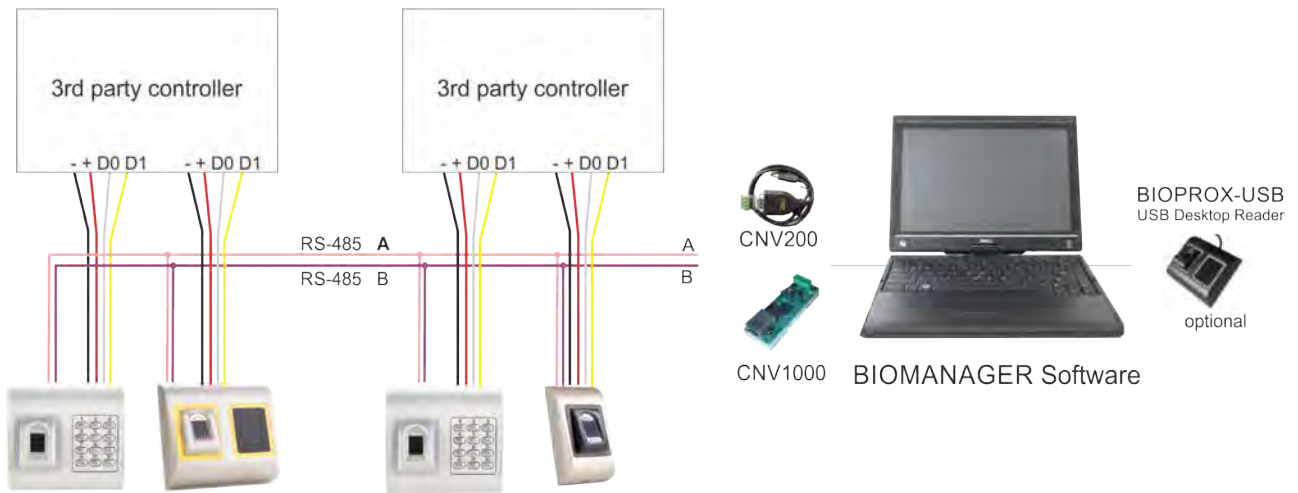 3rd party controller
- + D0 D1
- + D0 D1
3rd party controller
- + D0 D1
- + D0 D1
RS-485 A
RS-485 B
A
B
CNV200
CNV1000
BIOMANAGER Software
BIOPROX-USB
USB Desktop Reader
optional